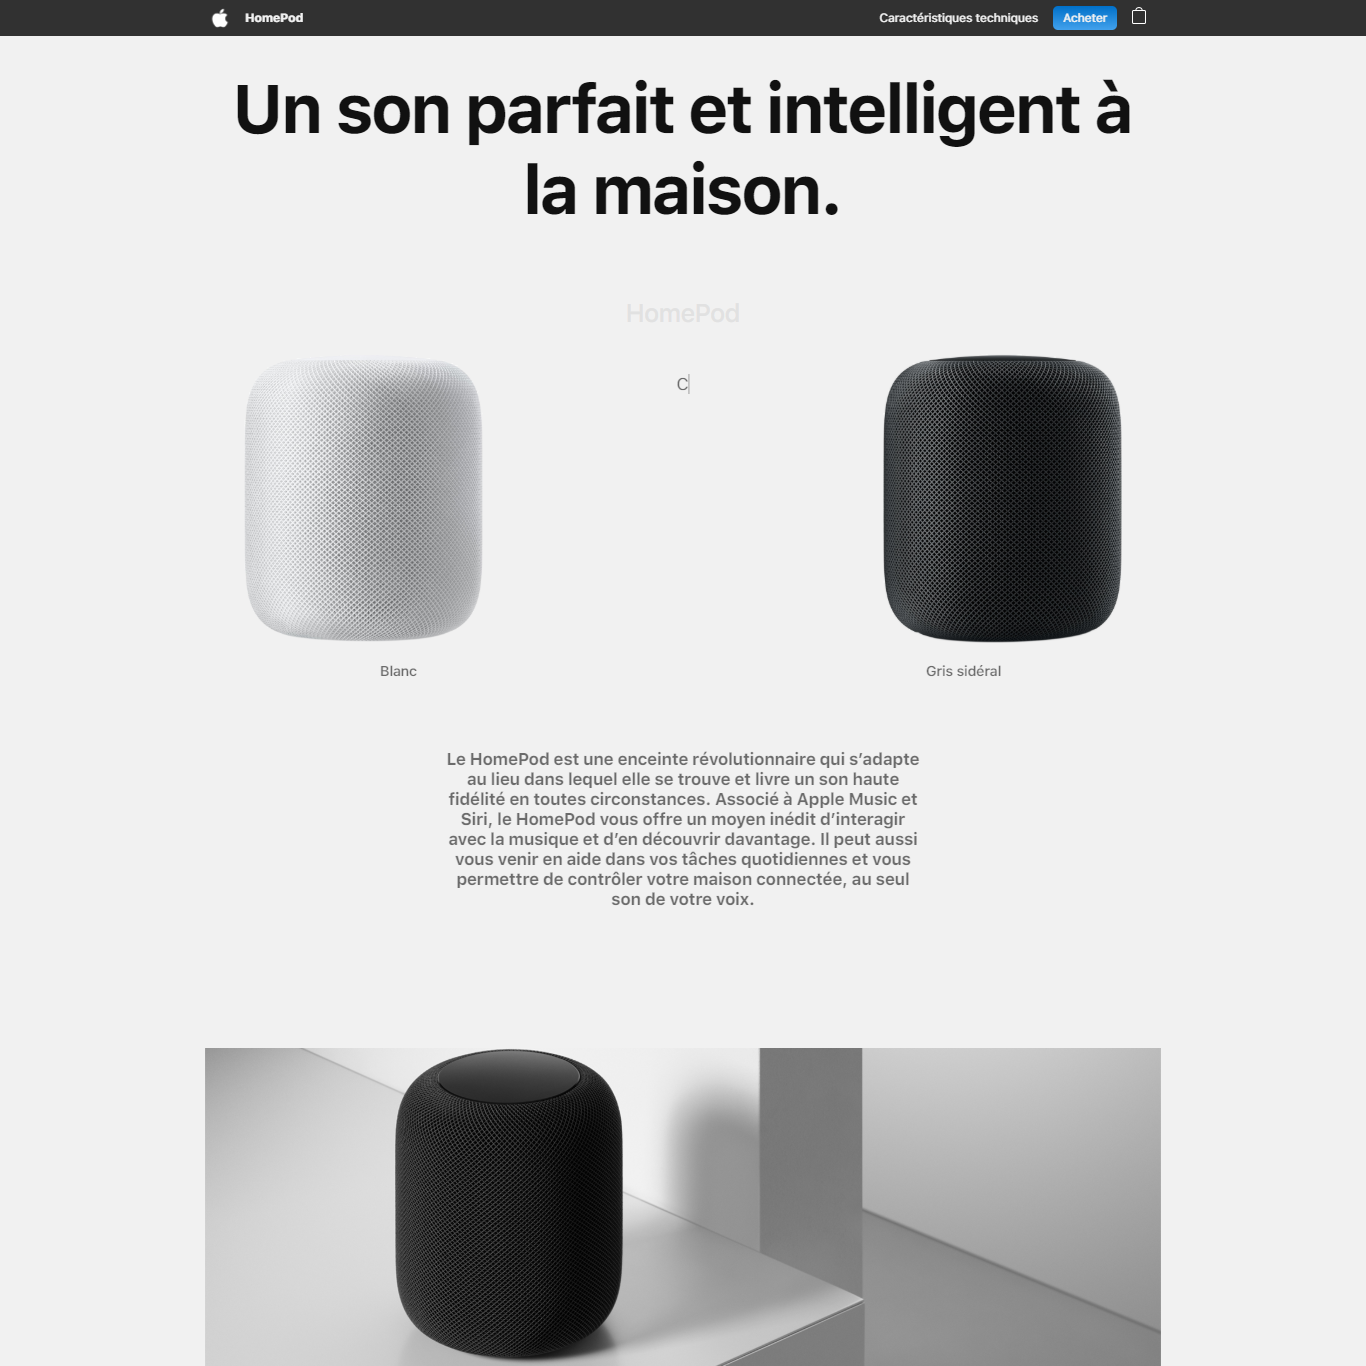 HomePod
Caractéristiques techniques
Acheter
Un son parfait et intelligent à
la maison.
HomePod
C
Blanc
Gris sidéral
Le HomePod est une enceinte révolutionnaire qui s’adapte
au lieu dans lequel elle se trouve et livre un son haute
fidélité en toutes circonstances. Associé à Apple Music et
Siri, le HomePod vous offre un moyen inédit d’interagir
avec la musique et d’en découvrir davantage. Il peut aussi
vous venir en aide dans vos tâches quotidiennes et vous
permettre de contrôler votre maison connectée, au seul
son de votre voix.